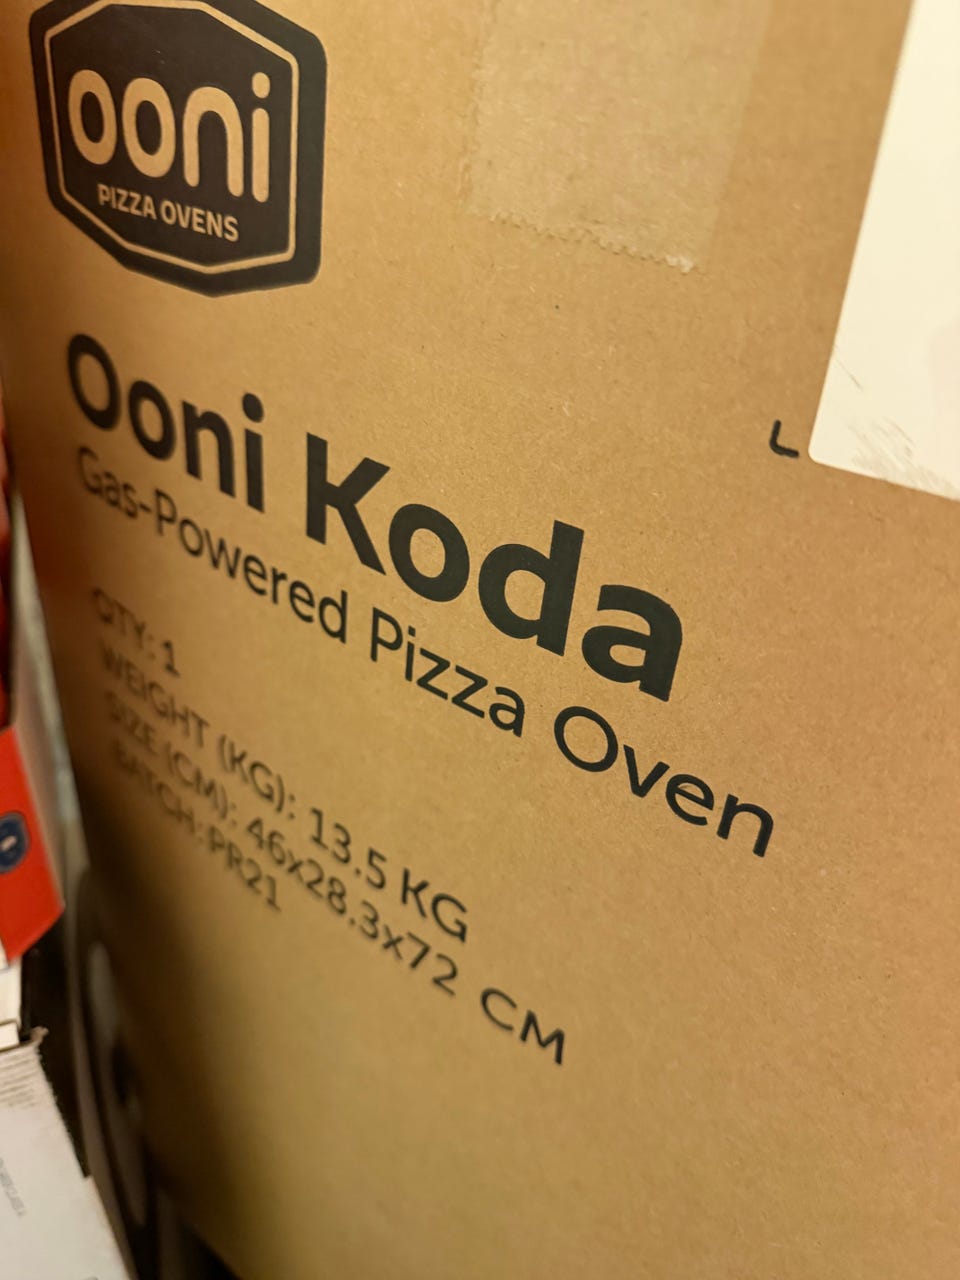 ooni
PIZZA OVENS
Ooni Koda
Gas-Powered Pizza Oven
QTY: 1
WEIGHT (KG): 13.5 KG
SIZE (CM): 46x28.3x72 CM
BATCH: PR21